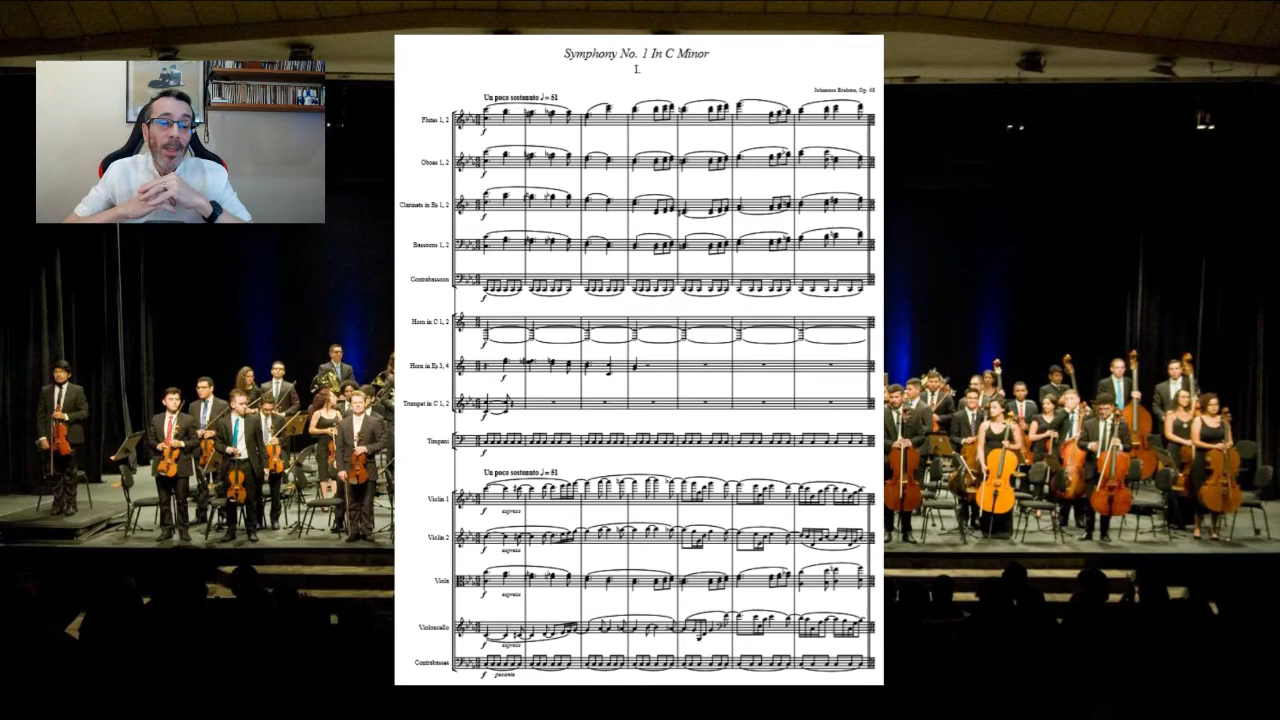 Symphony No. 1 In C Minor
I.
Johannes Brahms, Op. 68
Un poco sostenuto ♩= 51
Flutes 1, 2
f
Oboes 1, 2
f
Clarinets in B♭ 1, 2
f
Bassoons 1, 2
f
Contrabassoon
f
Horn in C 1, 2
f
Horn in E♭ 3, 4
f
Trumpet in C 1, 2
f
Timpani
f
Un poco sostenuto ♩= 51
Violin 1
f espress
Violin 2
f espress
Viola
f espress
Violoncello
f espress
Contrabasses
f pesante